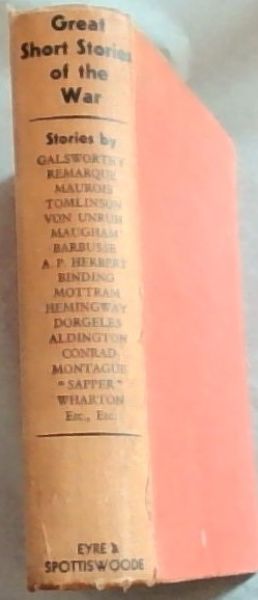 Great
Short Stories
of the
War
Stories by
GALSWORTHY
REMARQUE
MAUROIS
TOMLINSON
VON UNRUH
MAUGHAM
BARBUSSE
A. P. HERBERT
BINDING
MOTTRAM
HEMINGWAY
DORGELES
ALDINGTON
CONRAD
MONTAGUE
"SAPPER"
WHARTON
Etc., Etc.
EYRE &
SPOTTISWOODE